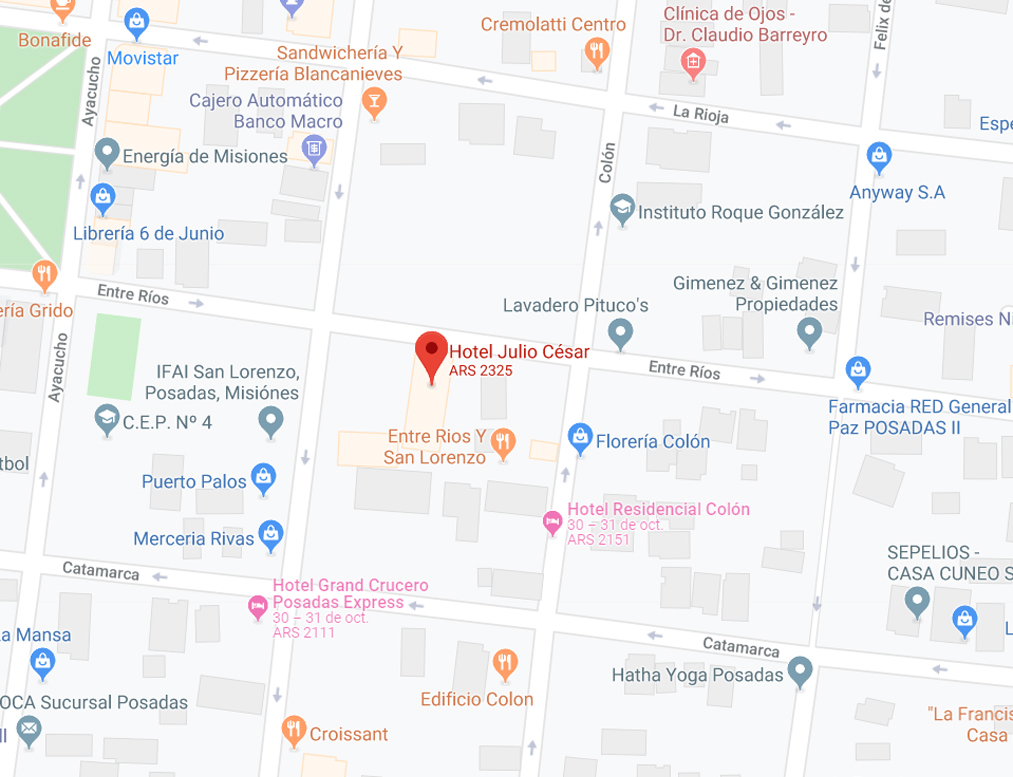 Bonafide
Movistar
Cremolatti Centro
Clínica de Ojos -
Dr. Claudio Barreyro
Felix de
Sandwichería Y
Pizzería Blancanieves
Cajero Automático
Banco Macro
Ayacucho
La Rioja
Espe
Energía de Misiones
Colón
Anyway S.A
Librería 6 de Junio
Instituto Roque González
Gimenez & Gimenez
Propiedades
Entre Ríos
Lavadero Pituco's
ería Grido
Remises Ni
Hotel Julio César
ARS 2325
Entre Ríos
Ayacucho
IFAI San Lorenzo,
Posadas, Misiónes
C.E.P. Nº 4
Farmacia RED General
Paz POSADAS II
Entre Rios Y
San Lorenzo
Florería Colón
tbol
Puerto Palos
Hotel Residencial Colón
30 – 31 de oct.
ARS 2151
Merceria Rivas
SEPELIOS -
CASA CUNEO S
Catamarca
Hotel Grand Crucero
Posadas Express
30 – 31 de oct.
ARS 2111
La Mansa
Catamarca
Hatha Yoga Posadas
OCA Sucursal Posadas
Edificio Colon
"La Francis
Casa
Croissant